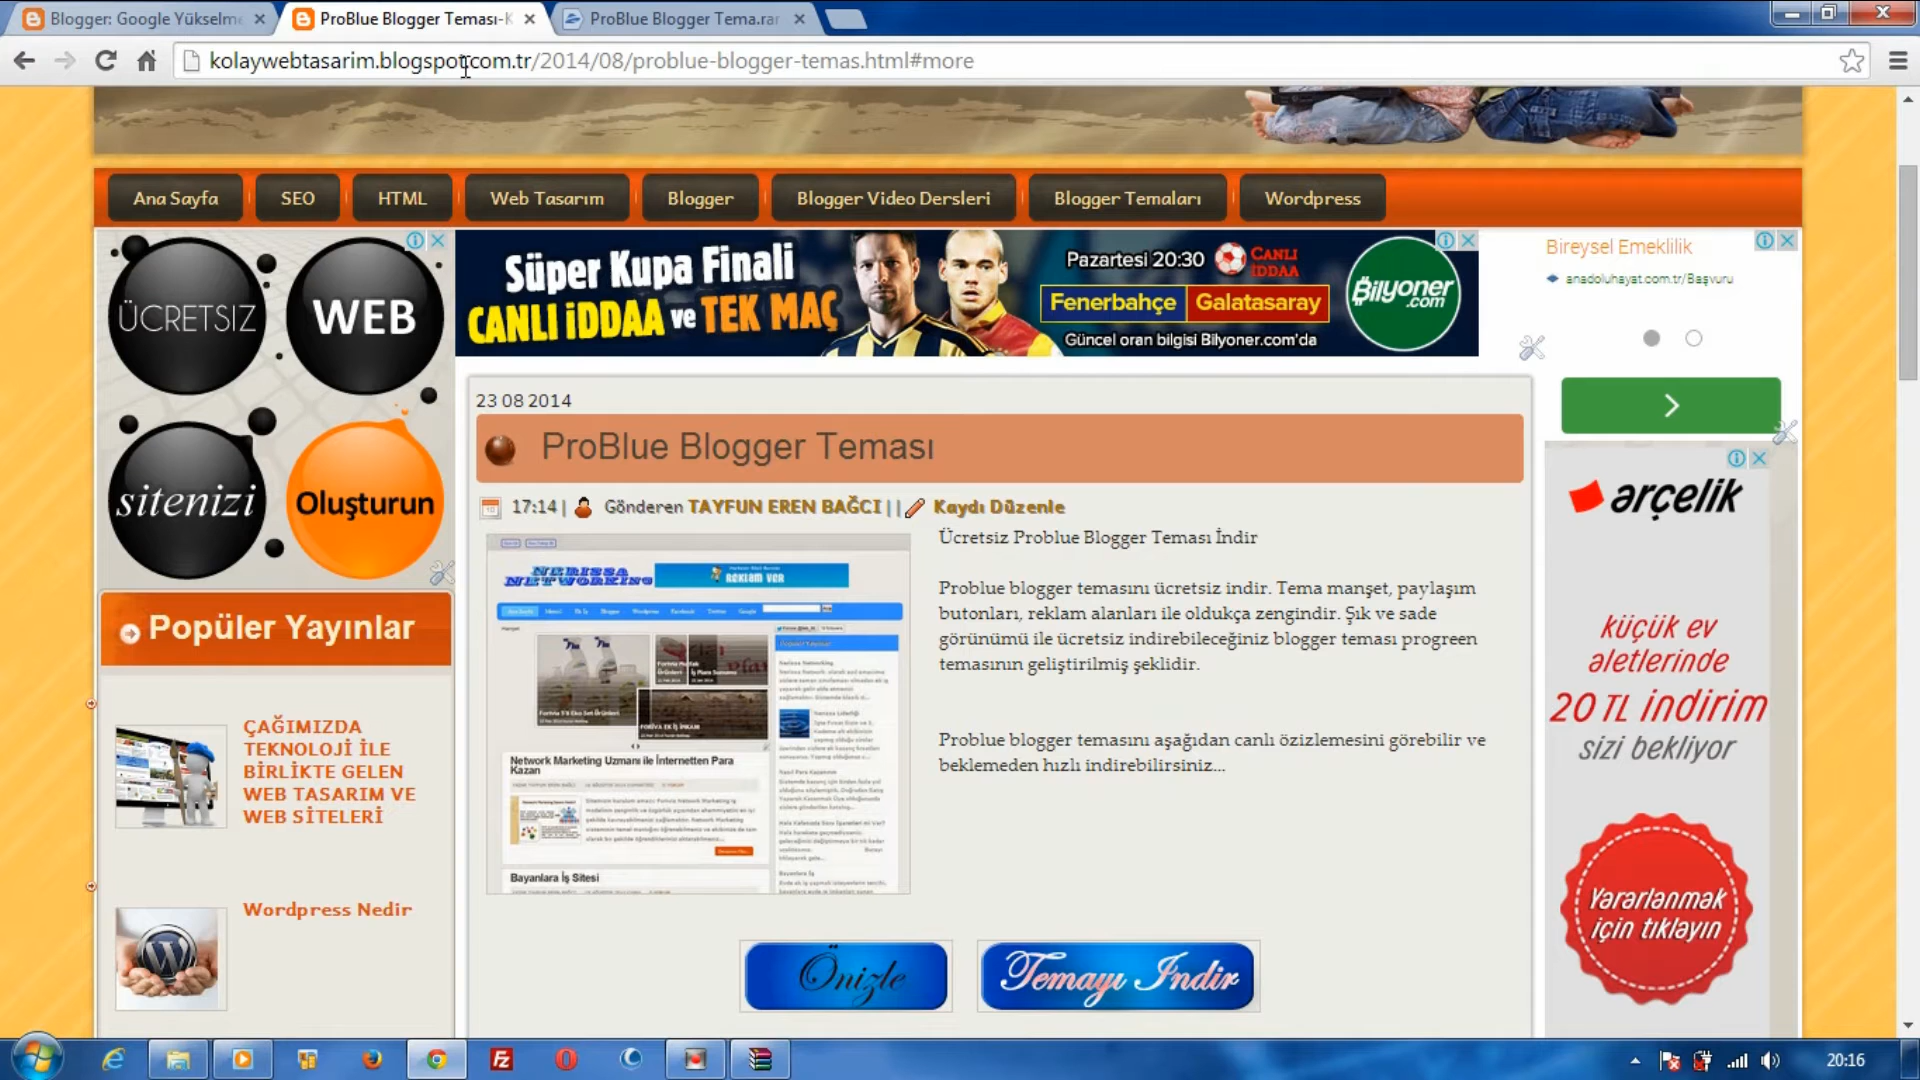 Blogger: Google Yükselme
ProBlue Blogger Teması-K
ProBlue Blogger Tema.rar
kolaywebtasarim.blogspot.com.tr/2014/08/problue-blogger-temas.html#more
Ana Sayfa
SEO
HTML
Web Tasarım
Blogger
Blogger Video Dersleri
Blogger Temaları
Wordpress
ÜCRETSIZ
WEB
sitenizi
Oluşturun
Süper Kupa Finali
CANLI İDDAA ve TEK MAÇ
Pazartesi 20:30
CANLI
İDDAA
Fenerbahçe
Galatasaray
Güncel oran bilgisi Bilyoner.com'da
Bilyoner
.com
Bireysel Emeklilik
anadoluhayat.com.tr/Başvuru
23 08 2014
ProBlue Blogger Teması
17:14 | Gönderen TAYFUN EREN BAĞCI || Kaydı Düzenle
Ücretsiz Problue Blogger Teması İndir
Problue blogger temasını ücretsiz indir. Tema manşet, paylaşım
butonları, reklam alanları ile oldukça zengindir. Şık ve sade
görünümü ile ücretsiz indirebileceğiniz blogger teması progreen
temasının geliştirilmiş şeklidir.
Problue blogger temasını aşağıdan canlı özizlemesini görebilir ve
beklemeden hızlı indirebilirsiniz...
NERISSA
NETWORKING
REKLAM VER
Network Marketing Uzmanı ile İnternetten Para
Kazan
Bayanlara İş Sitesi
Önizle
Temayı Indir
Popüler Yayınlar
ÇAĞIMIZDA
TEKNOLOJİ İLE
BİRLİKTE GELEN
WEB TASARIM VE
WEB SİTELERİ
Wordpress Nedir
arçelik
küçük ev
aletlerinde
20 TL indirim
sizi bekliyor
Yararlanmak
için tıklayın
20:16